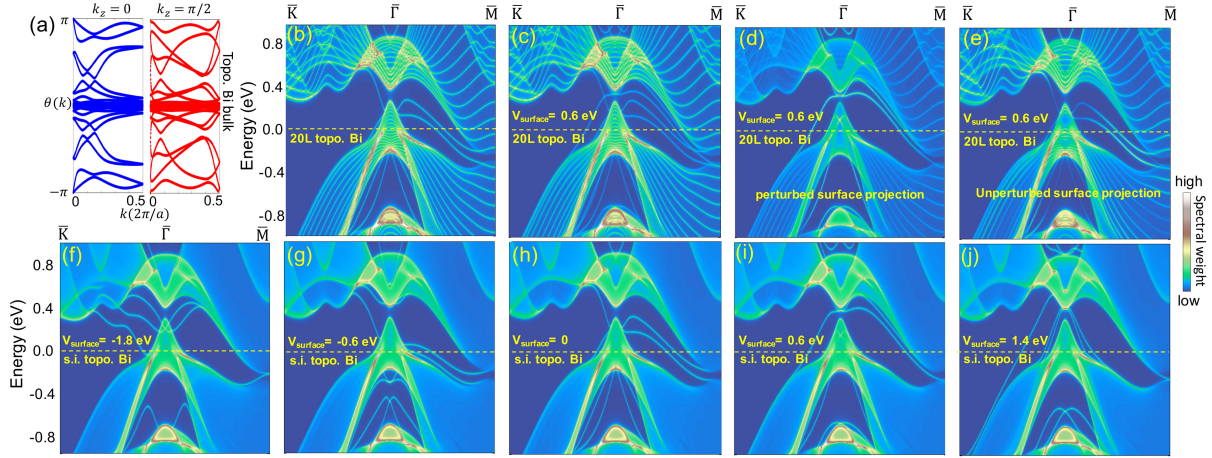 (a)
k_z = 0
k_z = π/2
π
θ(k)
−π
0
0.5
0
0.5
k(2π/a)
Topo. Bi bulk
K̅
Γ̅
M̅
K̅
Γ̅
M̅
K̅
Γ̅
M̅
K̅
Γ̅
M̅
Energy (eV)
0.8
0.4
0.0
-0.4
-0.8
(b)
20L topo. Bi
(c)
V_surface= 0.6 eV
20L topo. Bi
(d)
V_surface= 0.6 eV
20L topo. Bi
perturbed surface projection
(e)
V_surface= 0.6 eV
20L topo. Bi
Unperturbed surface projection
high
Spectral weight
low
K̅
Γ̅
M̅
Energy (eV)
0.8
0.4
0.0
-0.4
-0.8
(f)
V_surface= -1.8 eV
s.i. topo. Bi
(g)
V_surface= -0.6 eV
s.i. topo. Bi
(h)
V_surface= 0
s.i. topo. Bi
(i)
V_surface= 0.6 eV
s.i. topo. Bi
(j)
V_surface= 1.4 eV
s.i. topo. Bi